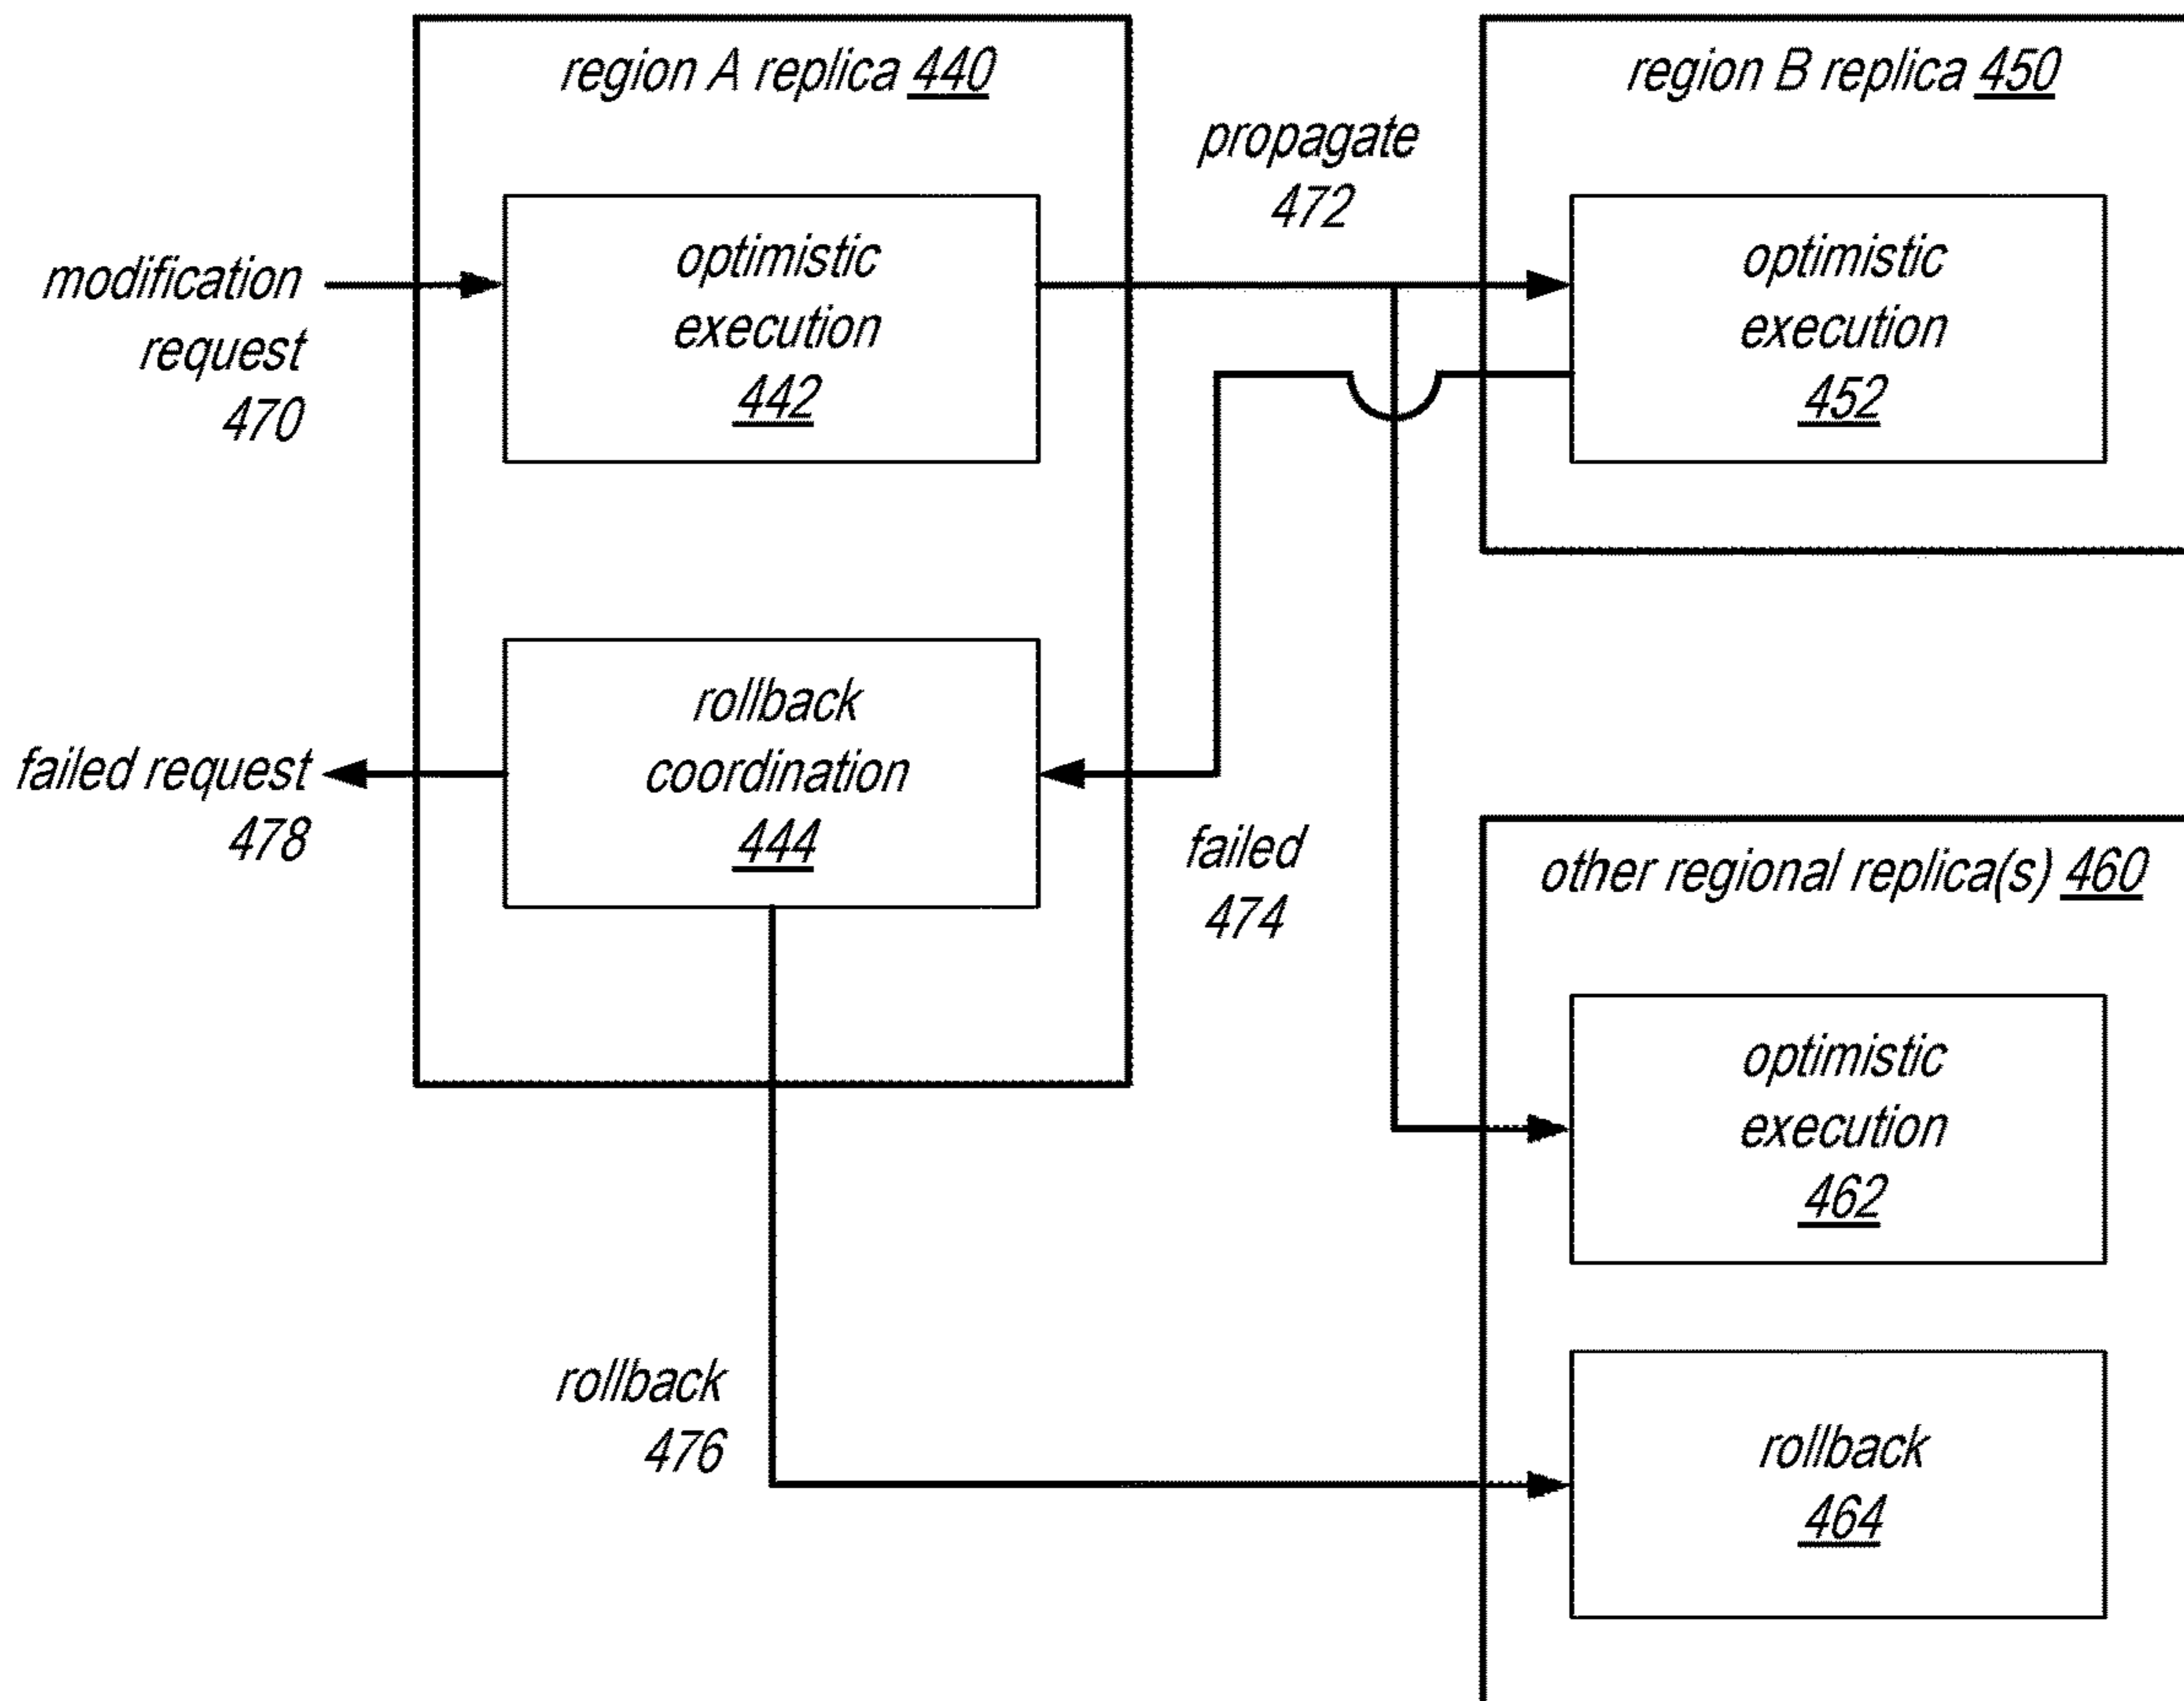 region A replica 440
region B replica 450
propagate
472
modification
request
470
optimistic
execution
442
optimistic
execution
452
rollback
coordination
444
failed request
478
failed
474
other regional replica(s) 460
optimistic
execution
462
rollback
476
rollback
464